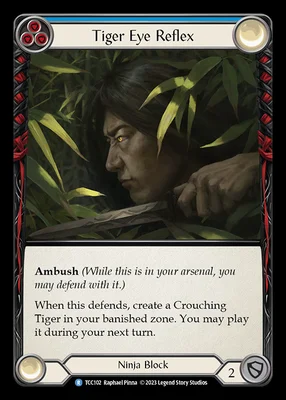 Tiger Eye Reflex
Ambush (While this is in your arsenal, you
may defend with it.)
When this defends, create a Crouching
Tiger in your banished zone. You may play
it during your next turn.
Ninja Block
2
R TCC102 Raphael Pinna © 2023 Legend Story Studios